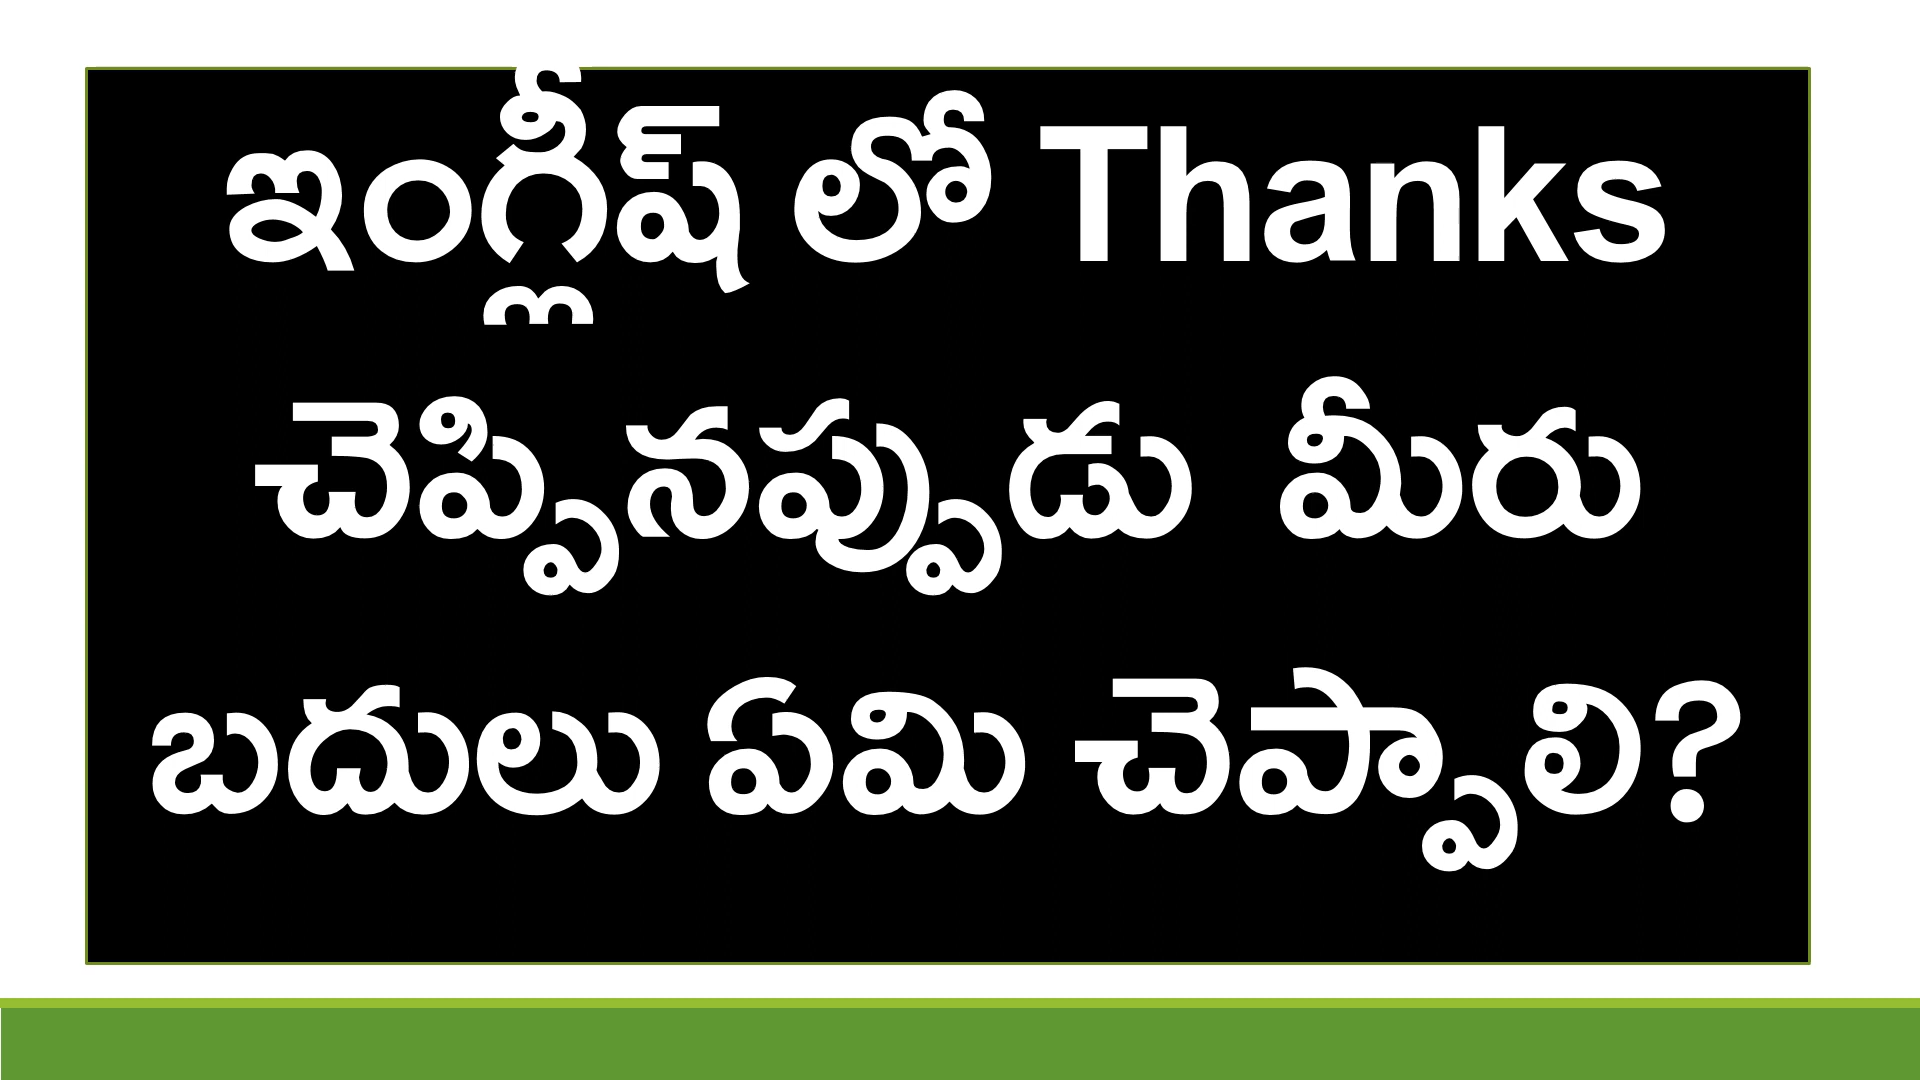 ఇంగ్లీష్ లో Thanks
చెప్పినప్పుడు మీరు
బదులు ఏమి చెప్పాలి?